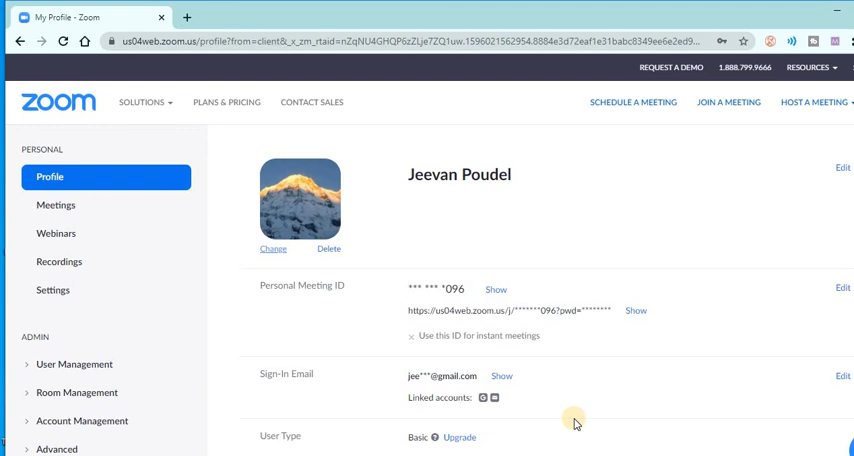 My Profile - Zoom
us04web.zoom.us/profile?from=client&_x_zm_rtaid=nZqNU4GHQP6zZLje7ZQ1uw.1596021562954.8884e3d72eaf1e31babc8349ee6e2ed9...
REQUEST A DEMO 1.888.799.9666 RESOURCES
zoom SOLUTIONS PLANS & PRICING CONTACT SALES SCHEDULE A MEETING JOIN A MEETING HOST A MEETING
PERSONAL
Profile
Meetings
Webinars
Recordings
Settings
ADMIN
User Management
Room Management
Account Management
Advanced
Jeevan Poudel Edit
Change Delete
Personal Meeting ID *** *** *096 Show Edit
https://us04web.zoom.us/j/*******096?pwd=******** Show
Use this ID for instant meetings
Sign-In Email jee***@gmail.com Show Edit
Linked accounts:
User Type Basic Upgrade